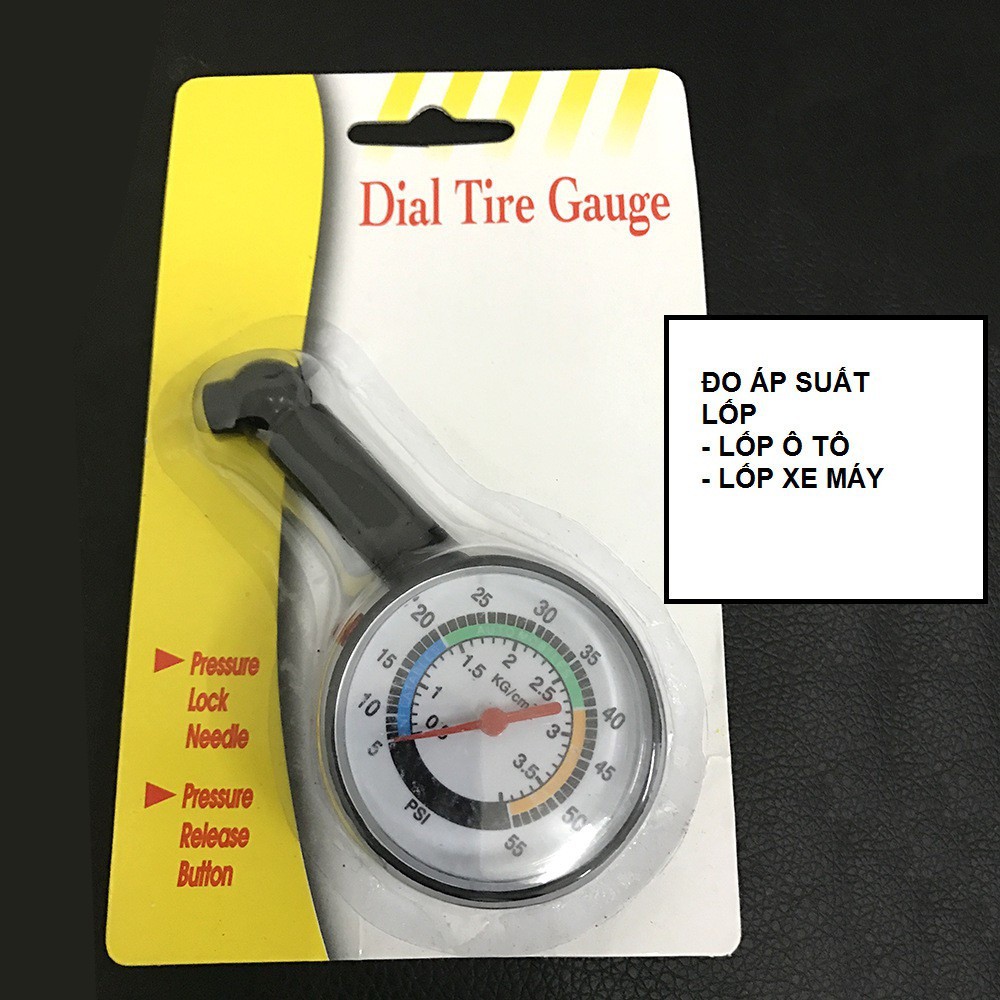 Dial Tire Gauge
ĐO ÁP SUẤT
LỐP
- LỐP Ô TÔ
- LỐP XE MÁY
Pressure
Lock
Needle
Pressure
Release
Button
5
10
15
20
25
30
35
40
45
50
55
PSI
1
1.5
2
2.5
3
3.5
KG/cm